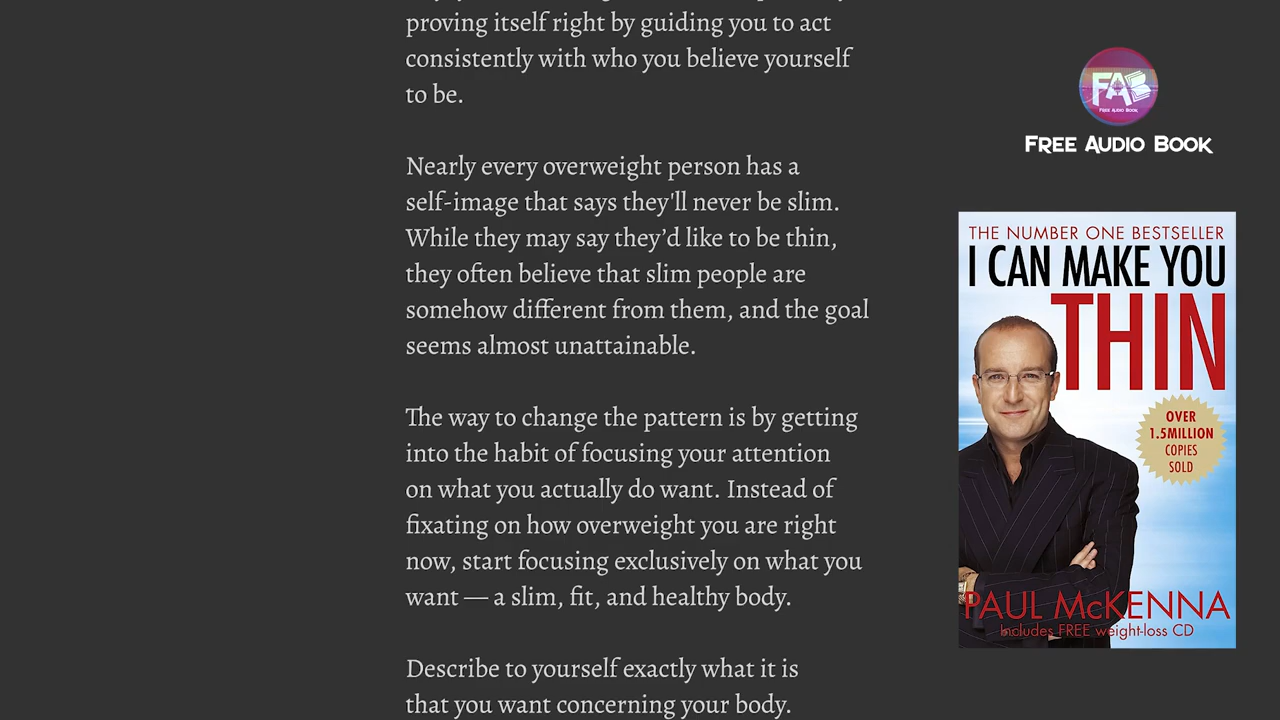 proving itself right by guiding you to act
consistently with who you believe yourself
to be.
Nearly every overweight person has a
self-image that says they'll never be slim.
While they may say they’d like to be thin,
they often believe that slim people are
somehow different from them, and the goal
seems almost unattainable.
The way to change the pattern is by getting
into the habit of focusing your attention
on what you actually do want. Instead of
fixating on how overweight you are right
now, start focusing exclusively on what you
want — a slim, fit, and healthy body.
Describe to yourself exactly what it is
that you want concerning your body.
FAB
FREE AUDIO BOOK
FREE AUDIO BOOK
THE NUMBER ONE BESTSELLER
I CAN MAKE YOU
THIN
OVER
1.5MILLION
COPIES
SOLD
PAUL McKENNA
Includes FREE weight-loss CD